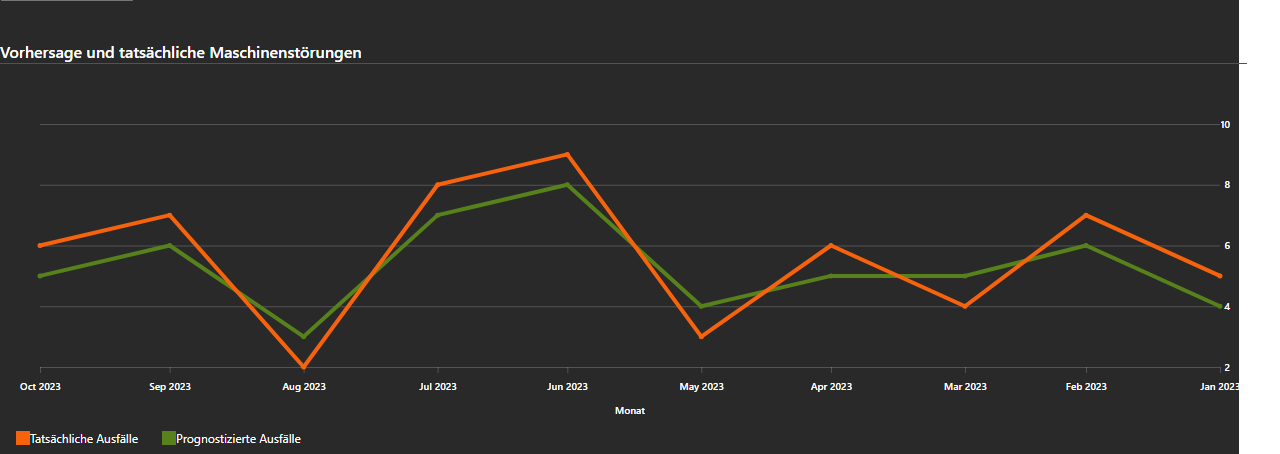 Vorhersage und tatsächliche Maschinenstörungen
10
8
6
4
2
Oct 2023 Sep 2023 Aug 2023 Jul 2023 Jun 2023 May 2023 Apr 2023 Mar 2023 Feb 2023 Jan 2023
Monat
Tatsächliche Ausfälle Prognostizierte Ausfälle